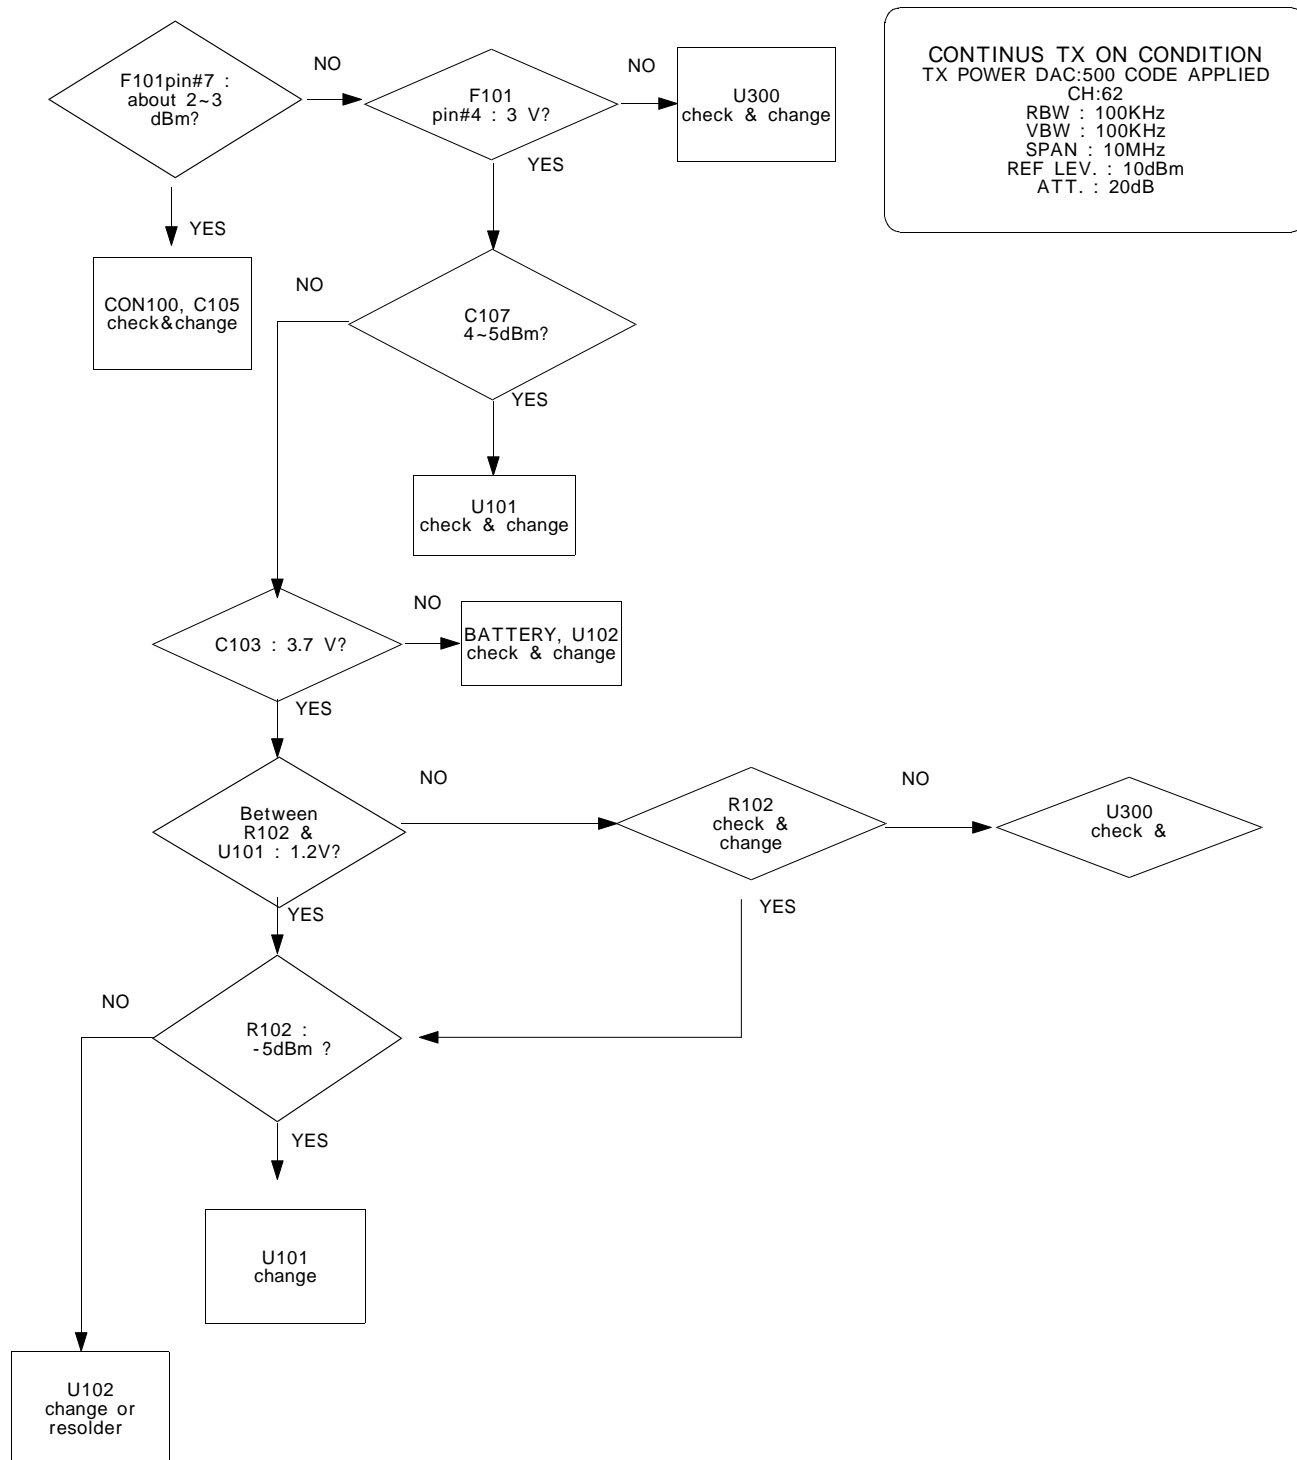 F101pin#7 :
about 2~3
dBm?
NO
F101
pin#4 : 3 V?
NO
U300
check & change
CONTINUS TX ON CONDITION
TX POWER DAC:500 CODE APPLIED
CH:62
RBW : 100KHz
VBW : 100KHz
SPAN : 10MHz
REF LEV. : 10dBm
ATT. : 20dB
YES
YES
CON100, C105
check&change
NO
C107
4~5dBm?
YES
U101
check & change
C103 : 3.7 V?
NO
BATTERY, U102
check & change
YES
Between
R102 &
U101 : 1.2V?
NO
R102
check &
change
NO
U300
check &
YES
YES
NO
R102 :
-5dBm ?
YES
U101
change
U102
change or
resolder